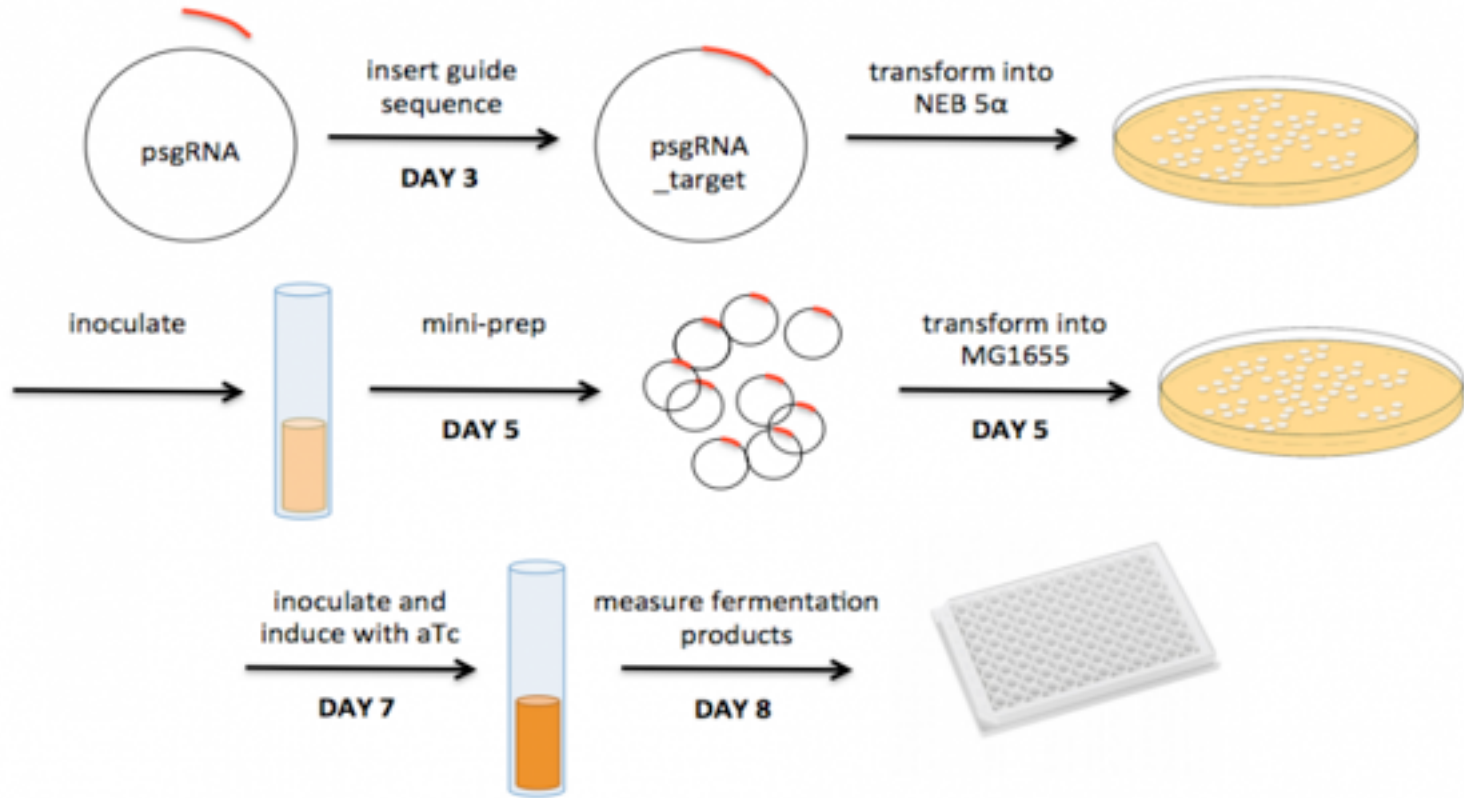 psgRNA
insert guide
sequence
DAY 3
psgRNA
_target
transform into
NEB 5α
inoculate
mini-prep
DAY 5
transform into
MG1655
DAY 5
inoculate and
induce with aTc
DAY 7
measure fermentation
products
DAY 8